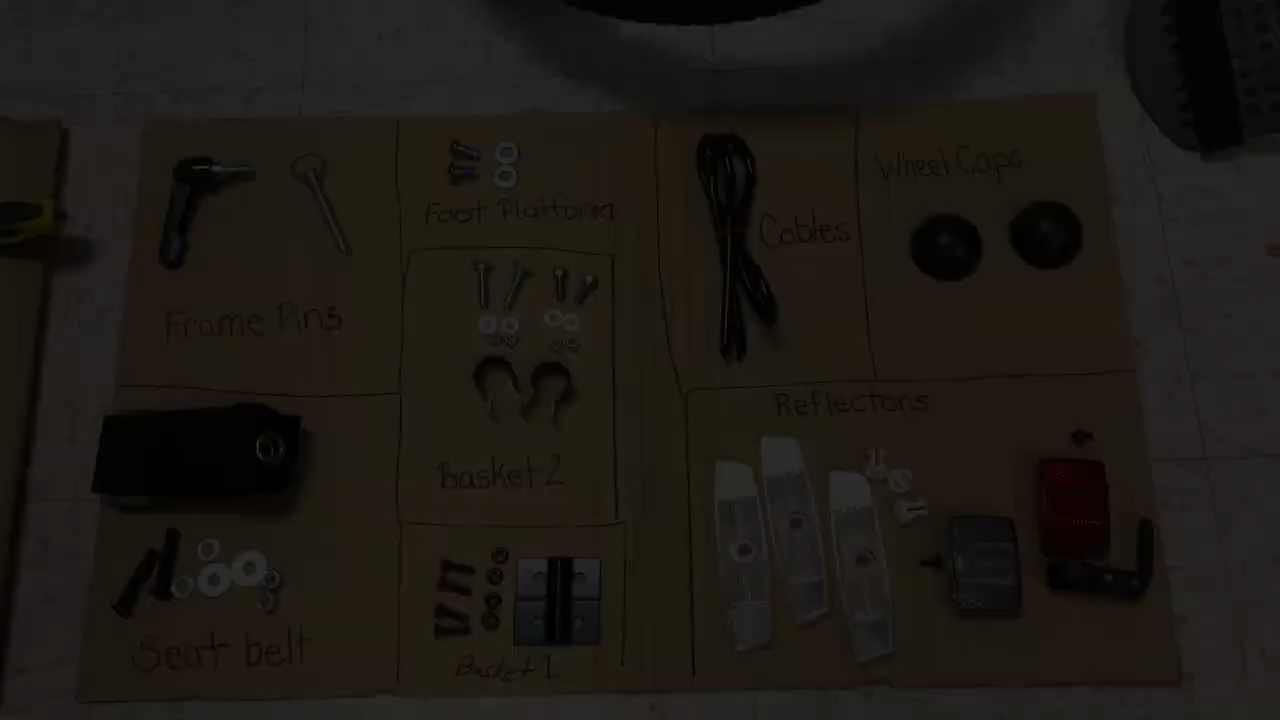 Frame Pins
Foot Platform
Cables
Wheel Caps
Basket 2
Reflectors
Seat belt
Basket 1